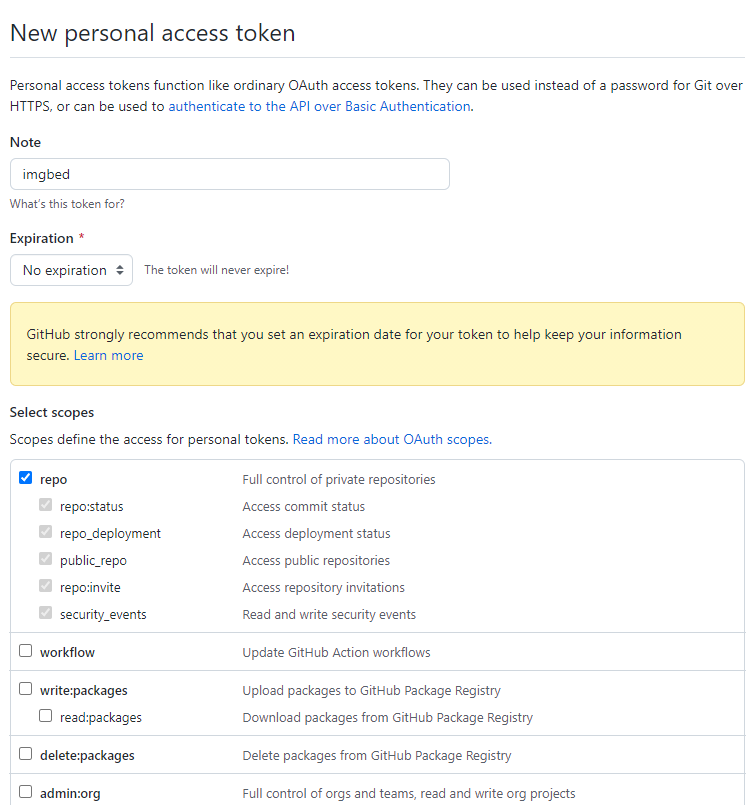 New personal access token
Personal access tokens function like ordinary OAuth access tokens. They can be used instead of a password for Git over
HTTPS, or can be used to authenticate to the API over Basic Authentication.
Note
imgbed
What's this token for?
Expiration *
No expiration The token will never expire!
GitHub strongly recommends that you set an expiration date for your token to help keep your information
secure. Learn more
Select scopes
Scopes define the access for personal tokens. Read more about OAuth scopes.
repo Full control of private repositories
repo:status Access commit status
repo_deployment Access deployment status
public_repo Access public repositories
repo:invite Access repository invitations
security_events Read and write security events
workflow Update GitHub Action workflows
write:packages Upload packages to GitHub Package Registry
read:packages Download packages from GitHub Package Registry
delete:packages Delete packages from GitHub Package Registry
admin:org Full control of orgs and teams, read and write org projects